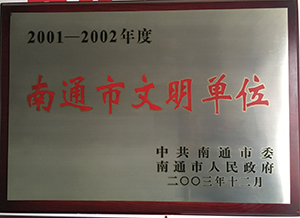 2001—2002年度
南通市文明单位
中共南通市委
南通市人民政府
二〇〇三年十二月